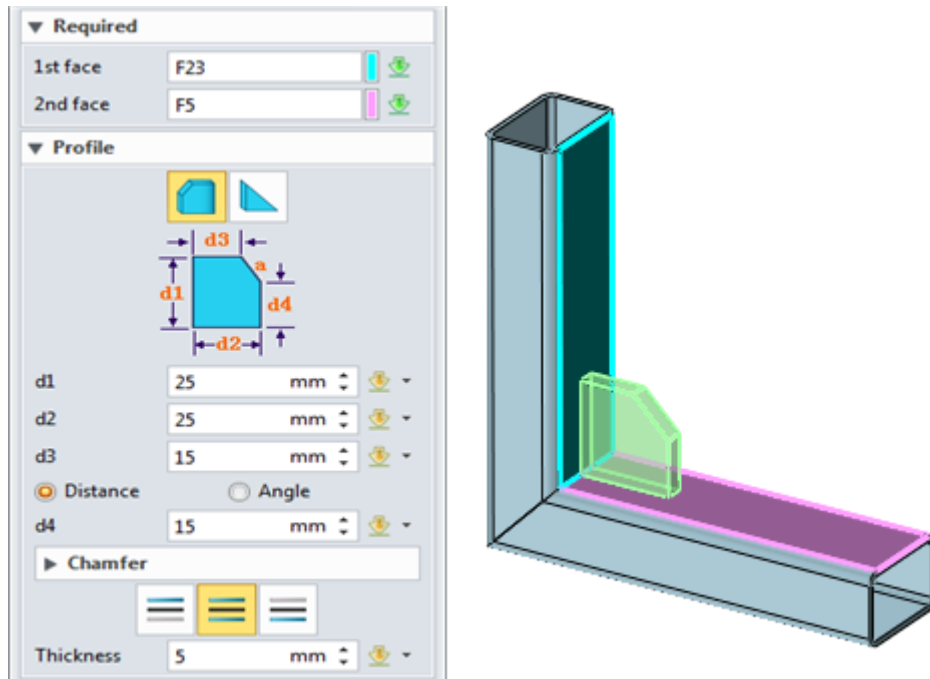 Required
1st face F23
2nd face F5
Profile
d3
a
d1
d4
d2
d1 25 mm
d2 25 mm
d3 15 mm
Distance Angle
d4 15 mm
Chamfer
Thickness 5 mm